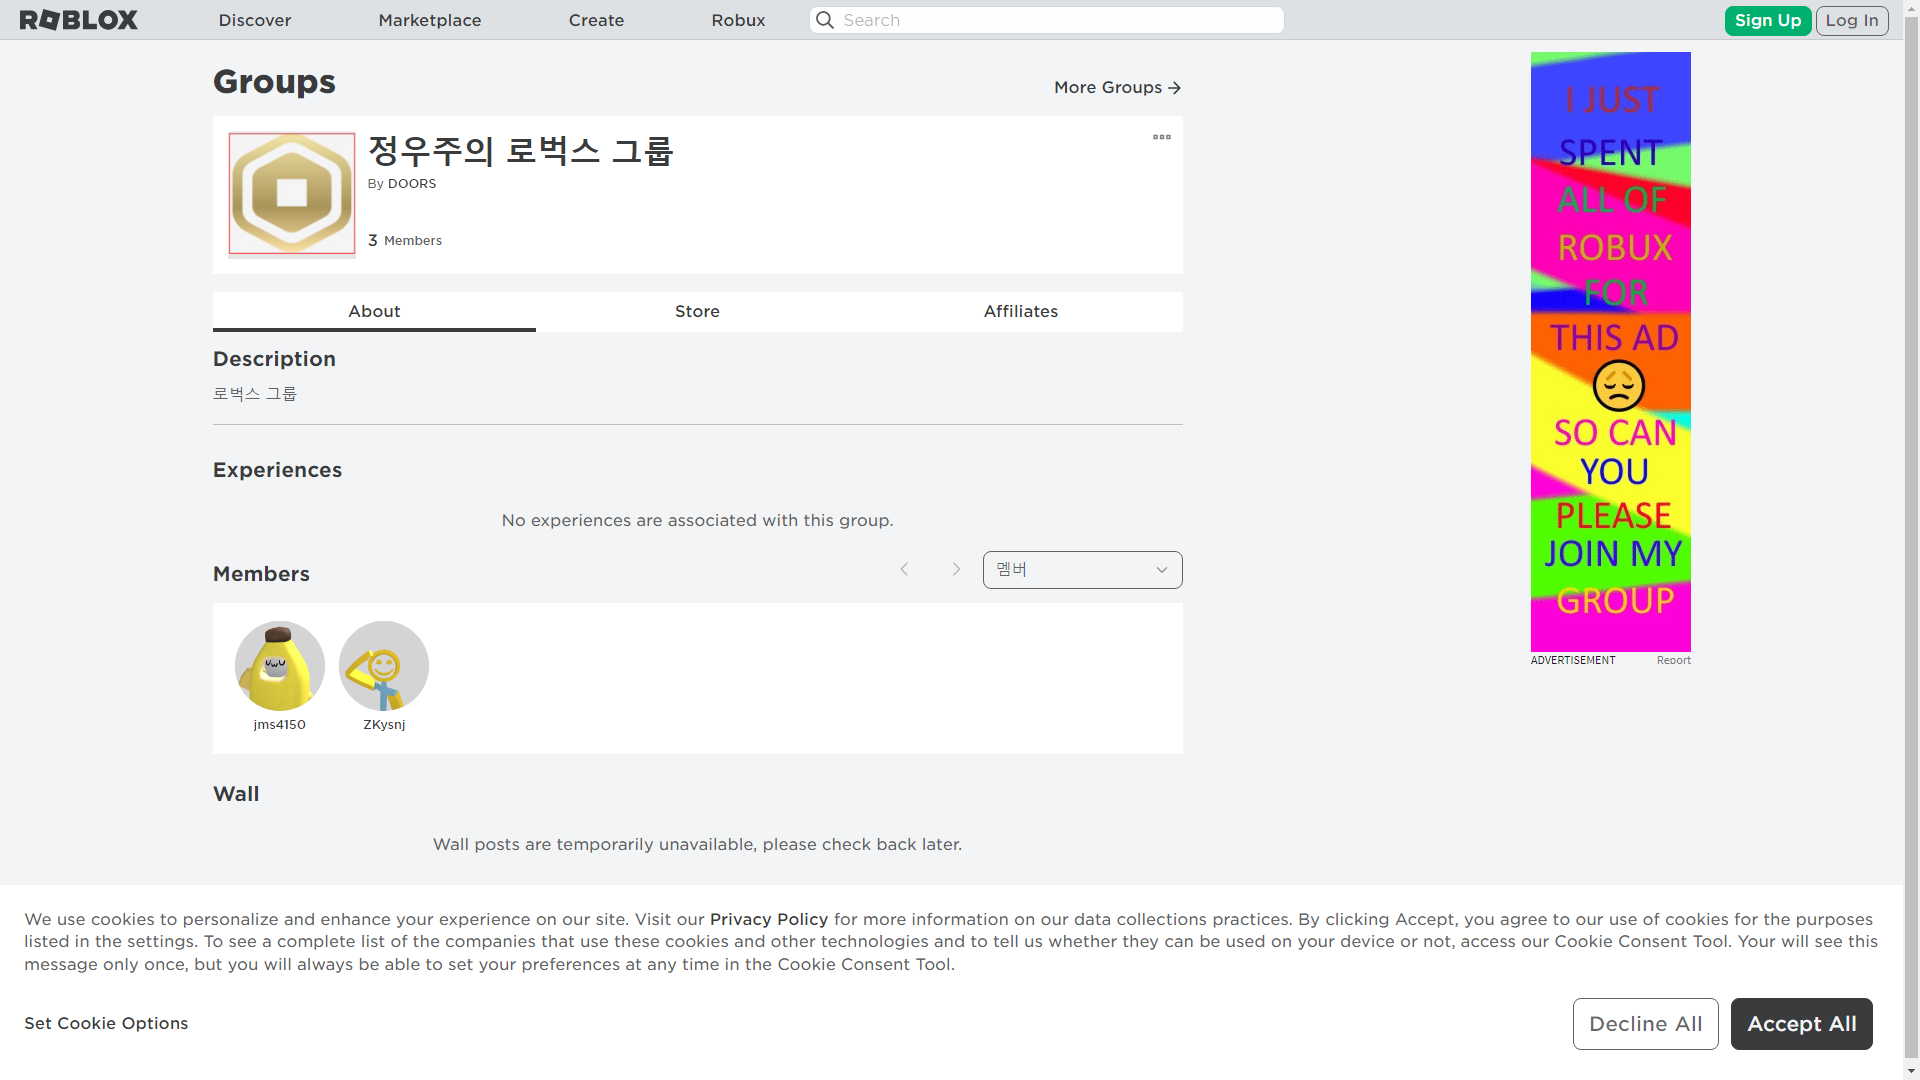 ROBLOX
Discover
Marketplace
Create
Robux
Search
Sign Up
Log In
Groups
More Groups
정우주의 로벅스 그룹
By DOORS
3 Members
About
Store
Affiliates
Description
로벅스 그룹
Experiences
No experiences are associated with this group.
Members
멤버
jms4150
ZKysnj
Wall
Wall posts are temporarily unavailable, please check back later.
I JUST
SPENT
ALL OF
ROBUX
FOR
THIS AD
SO CAN
YOU
PLEASE
JOIN MY
GROUP
ADVERTISEMENT
Report
We use cookies to personalize and enhance your experience on our site. Visit our Privacy Policy for more information on our data collections practices. By clicking Accept, you agree to our use of cookies for the purposes
listed in the settings. To see a complete list of the companies that use these cookies and other technologies and to tell us whether they can be used on your device or not, access our Cookie Consent Tool. Your will see this
message only once, but you will always be able to set your preferences at any time in the Cookie Consent Tool.
Set Cookie Options
Decline All
Accept All